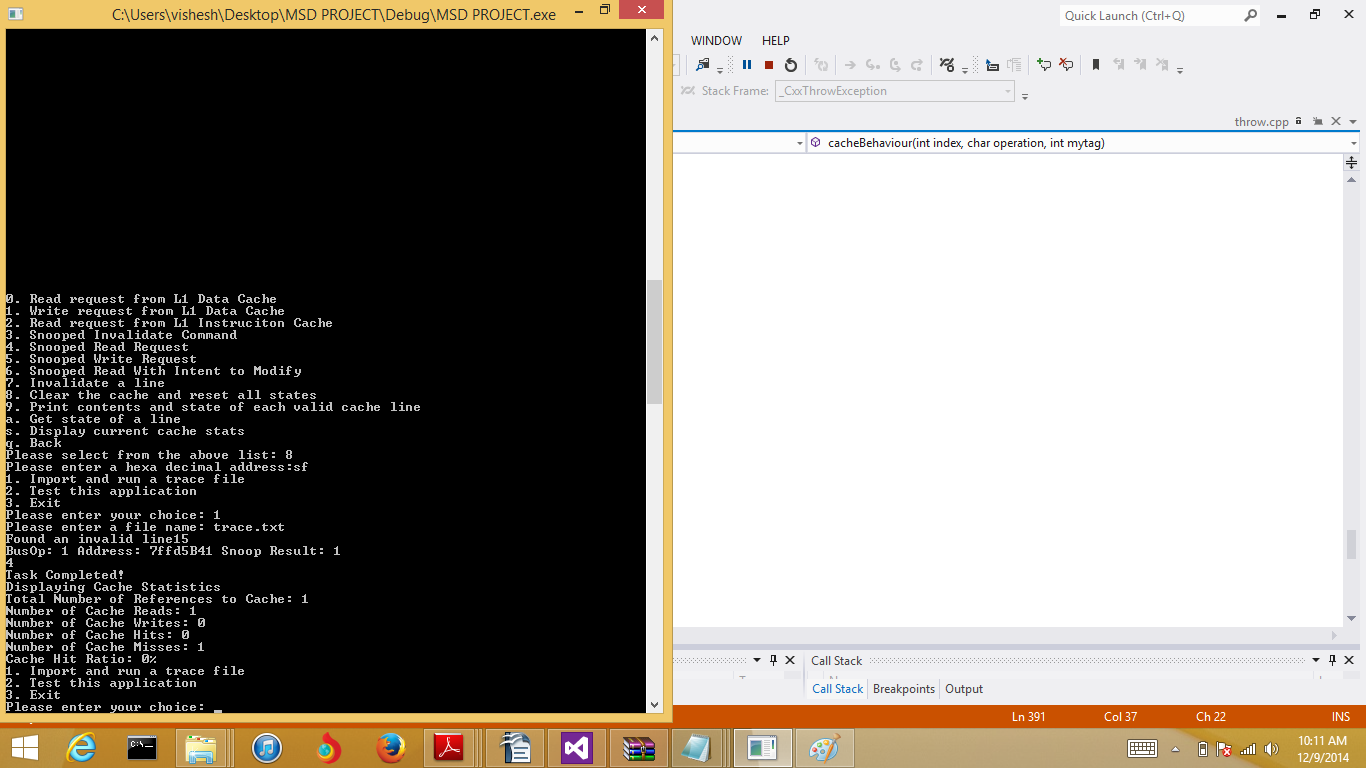 C:\Users\vishesh\Desktop\MSD PROJECT\Debug\MSD PROJECT.exe
0. Read request from L1 Data Cache
1. Write request from L1 Data Cache
2. Read request from L1 Instruciton Cache
3. Snooped Invalidate Command
4. Snooped Read Request
5. Snooped Write Request
6. Snooped Read With Intent to Modify
7. Invalidate a line
8. Clear the cache and reset all states
9. Print contents and state of each valid cache line
a. Get state of a line
s. Display current cache stats
q. Back
Please select from the above list: 8
Please enter a hexa decimal address:sf
1. Import and run a trace file
2. Test this application
3. Exit
Please enter your choice: 1
Please enter a file name: trace.txt
Found an invalid line15
BusOp: 1 Address: 7ffd5B41 Snoop Result: 1
4
Task Completed!
Displaying Cache Statistics
Total Number of References to Cache: 1
Number of Cache Reads: 1
Number of Cache Writes: 0
Number of Cache Hits: 0
Number of Cache Misses: 1
Cache Hit Ratio: 0%
1. Import and run a trace file
2. Test this application
3. Exit
Please enter your choice: _
Quick Launch (Ctrl+Q)
WINDOW HELP
Stack Frame: _CxxThrowException
throw.cpp
cacheBehaviour(int index, char operation, int mytag)
Call Stack
Call Stack Breakpoints Output
Ln 391 Col 37 Ch 22 INS
C:\_
10:11 AM
12/9/2014